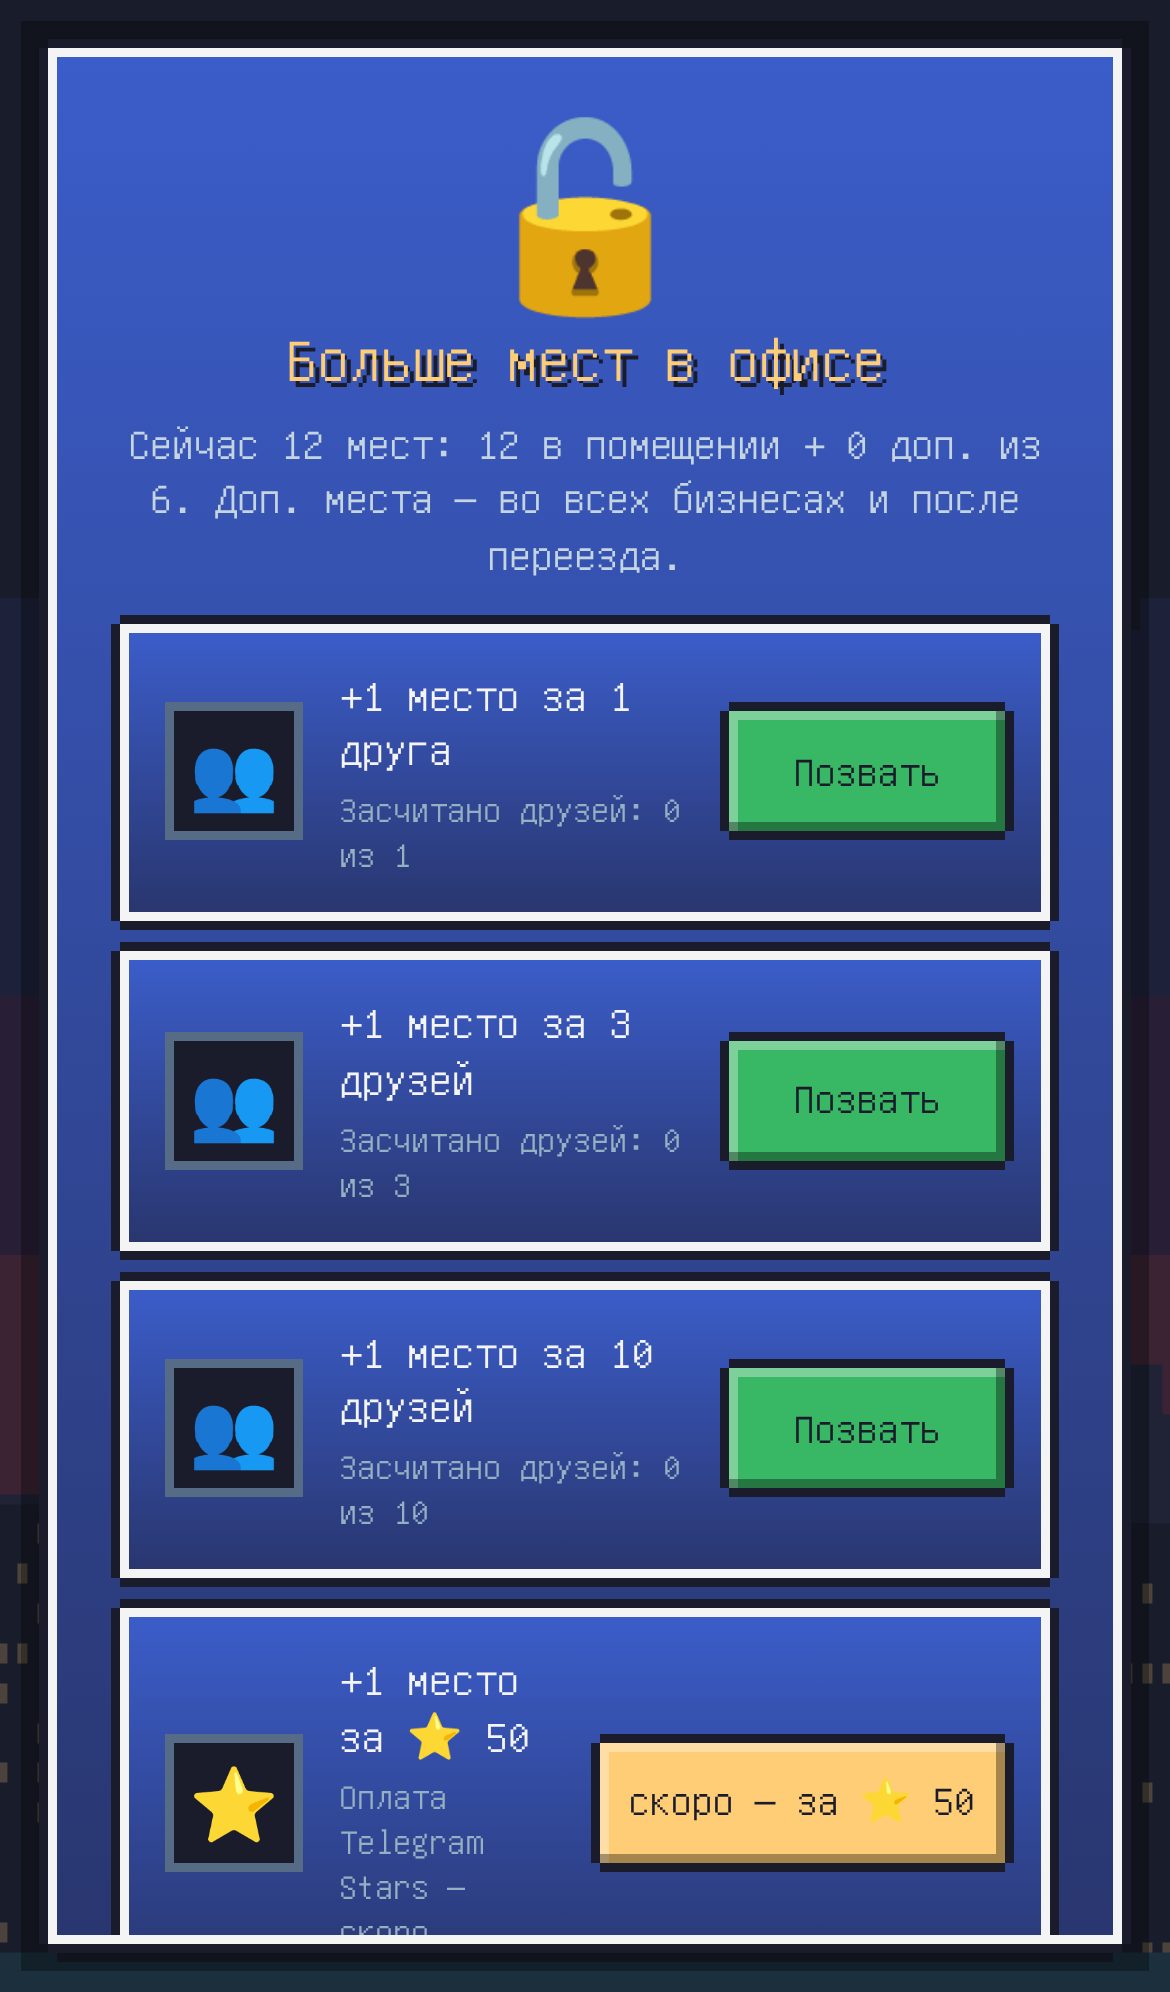 Больше мест в офисе
Сейчас 12 мест: 12 в помещении + 0 доп. из
6. Доп. места — во всех бизнесах и после
переезда.
+1 место за 1
друга
Засчитано друзей: 0
из 1
Позвать
+1 место за 3
друзей
Засчитано друзей: 0
из 3
Позвать
+1 место за 10
друзей
Засчитано друзей: 0
из 10
Позвать
+1 место
за ⭐ 50
Оплата
Telegram
Stars —
скоро
скоро — за ⭐ 50